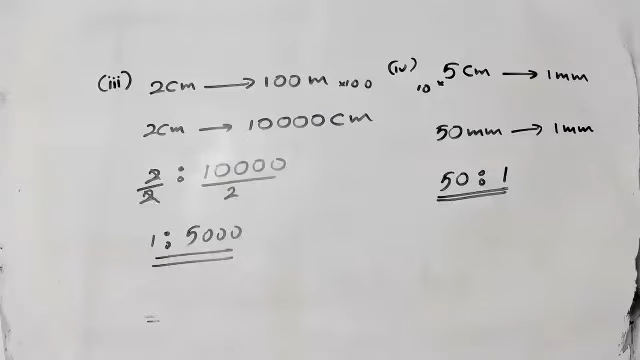 (iii) 2cm → 100m ×100
2cm → 10000cm
2/2 : 10000/2
1 : 5000
(iv) 10 × 5cm → 1mm
50mm → 1mm
50 : 1
=